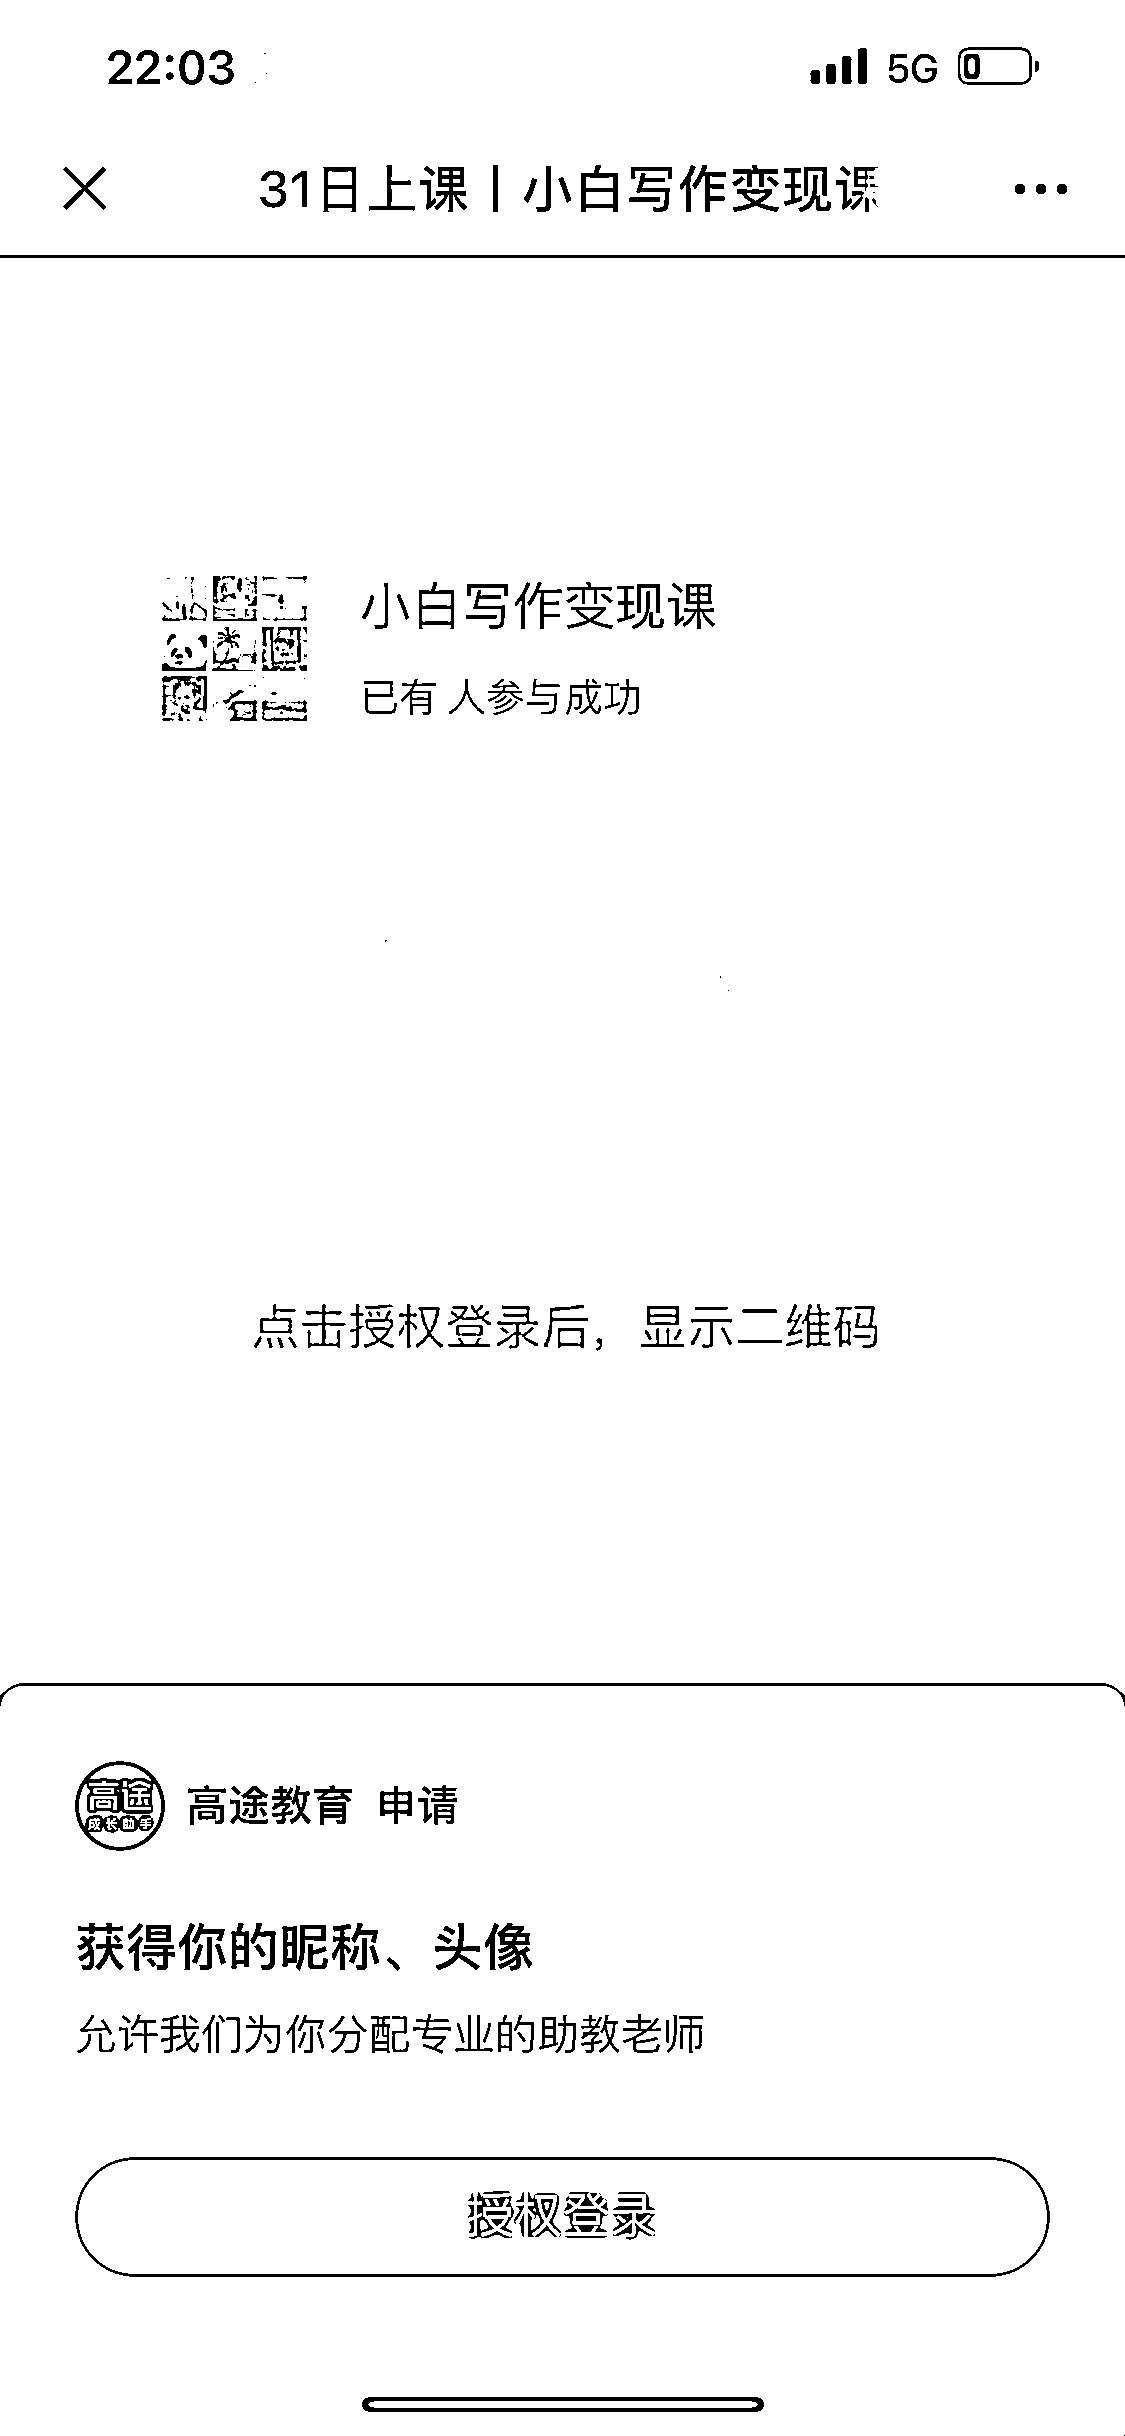 22:03 5G
31日上课丨小白写作变现课
小白写作变现课
已有 人参与成功
点击授权登录后，显示二维码
高途
成长助手
高途教育 申请
获得你的昵称、头像
允许我们为你分配专业的助教老师
授权登录